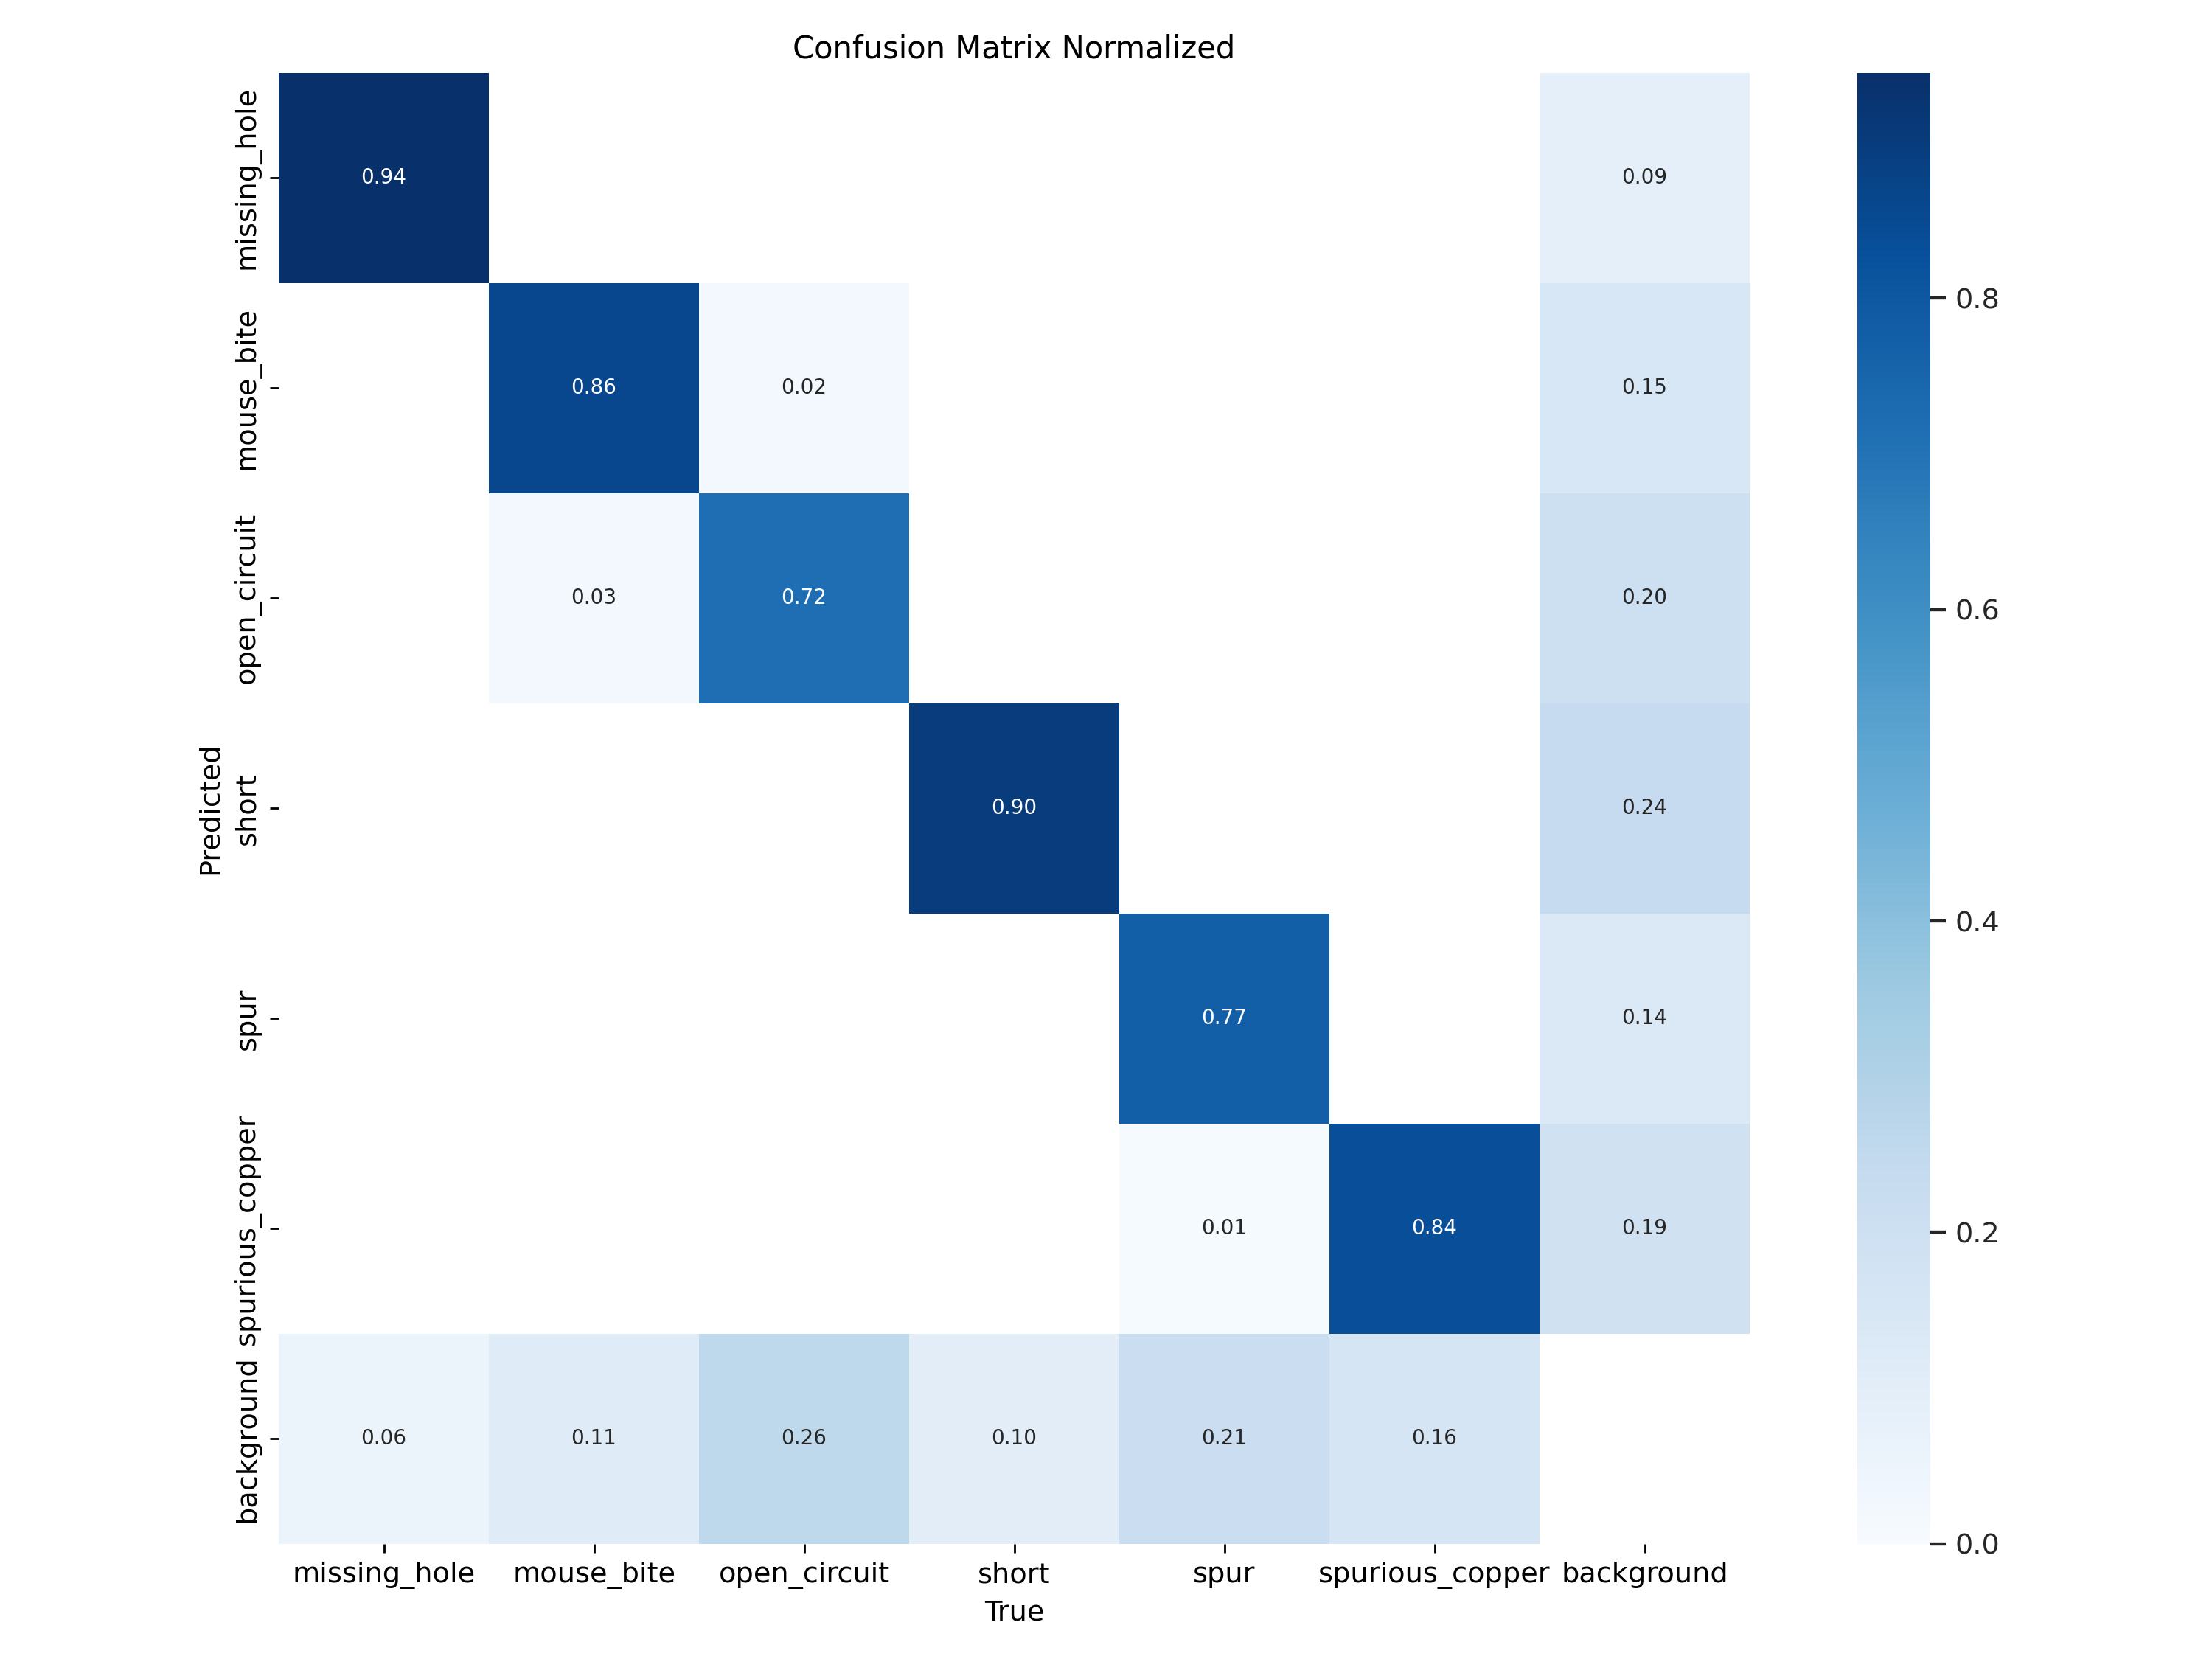 Confusion Matrix Normalized
Predicted
missing_hole
0.94
0.09
mouse_bite
0.86
0.02
0.15
open_circuit
0.03
0.72
0.20
short
0.90
0.24
spur
0.77
0.14
spurious_copper
0.01
0.84
0.19
background
0.06
0.11
0.26
0.10
0.21
0.16
missing_hole
mouse_bite
open_circuit
short
spur
spurious_copper
background
True
0.8
0.6
0.4
0.2
0.0